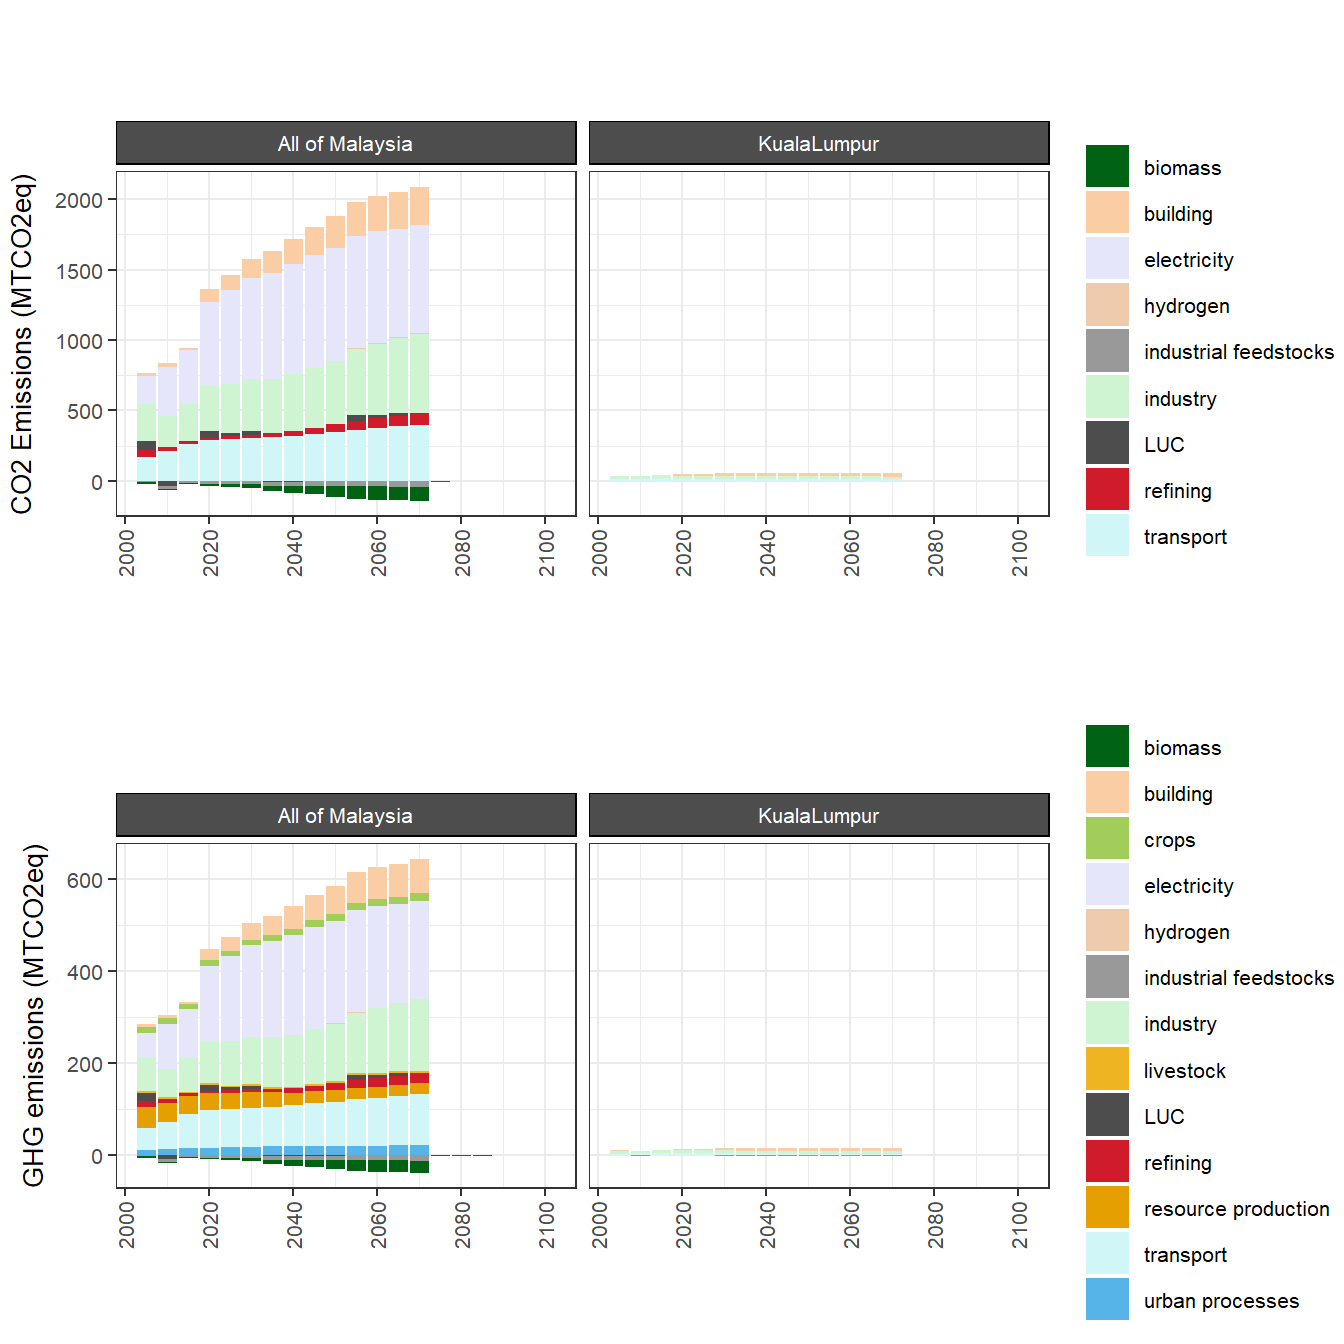 All of Malaysia
KualaLumpur
CO2 Emissions (MTCO2eq)
2000
1500
1000
500
0
2000
2020
2040
2060
2080
2100
2000
2020
2040
2060
2080
2100
biomass
building
electricity
hydrogen
industrial feedstocks
industry
LUC
refining
transport
All of Malaysia
KualaLumpur
GHG emissions (MTCO2eq)
600
400
200
0
2000
2020
2040
2060
2080
2100
2000
2020
2040
2060
2080
2100
biomass
building
crops
electricity
hydrogen
industrial feedstocks
industry
livestock
LUC
refining
resource production
transport
urban processes